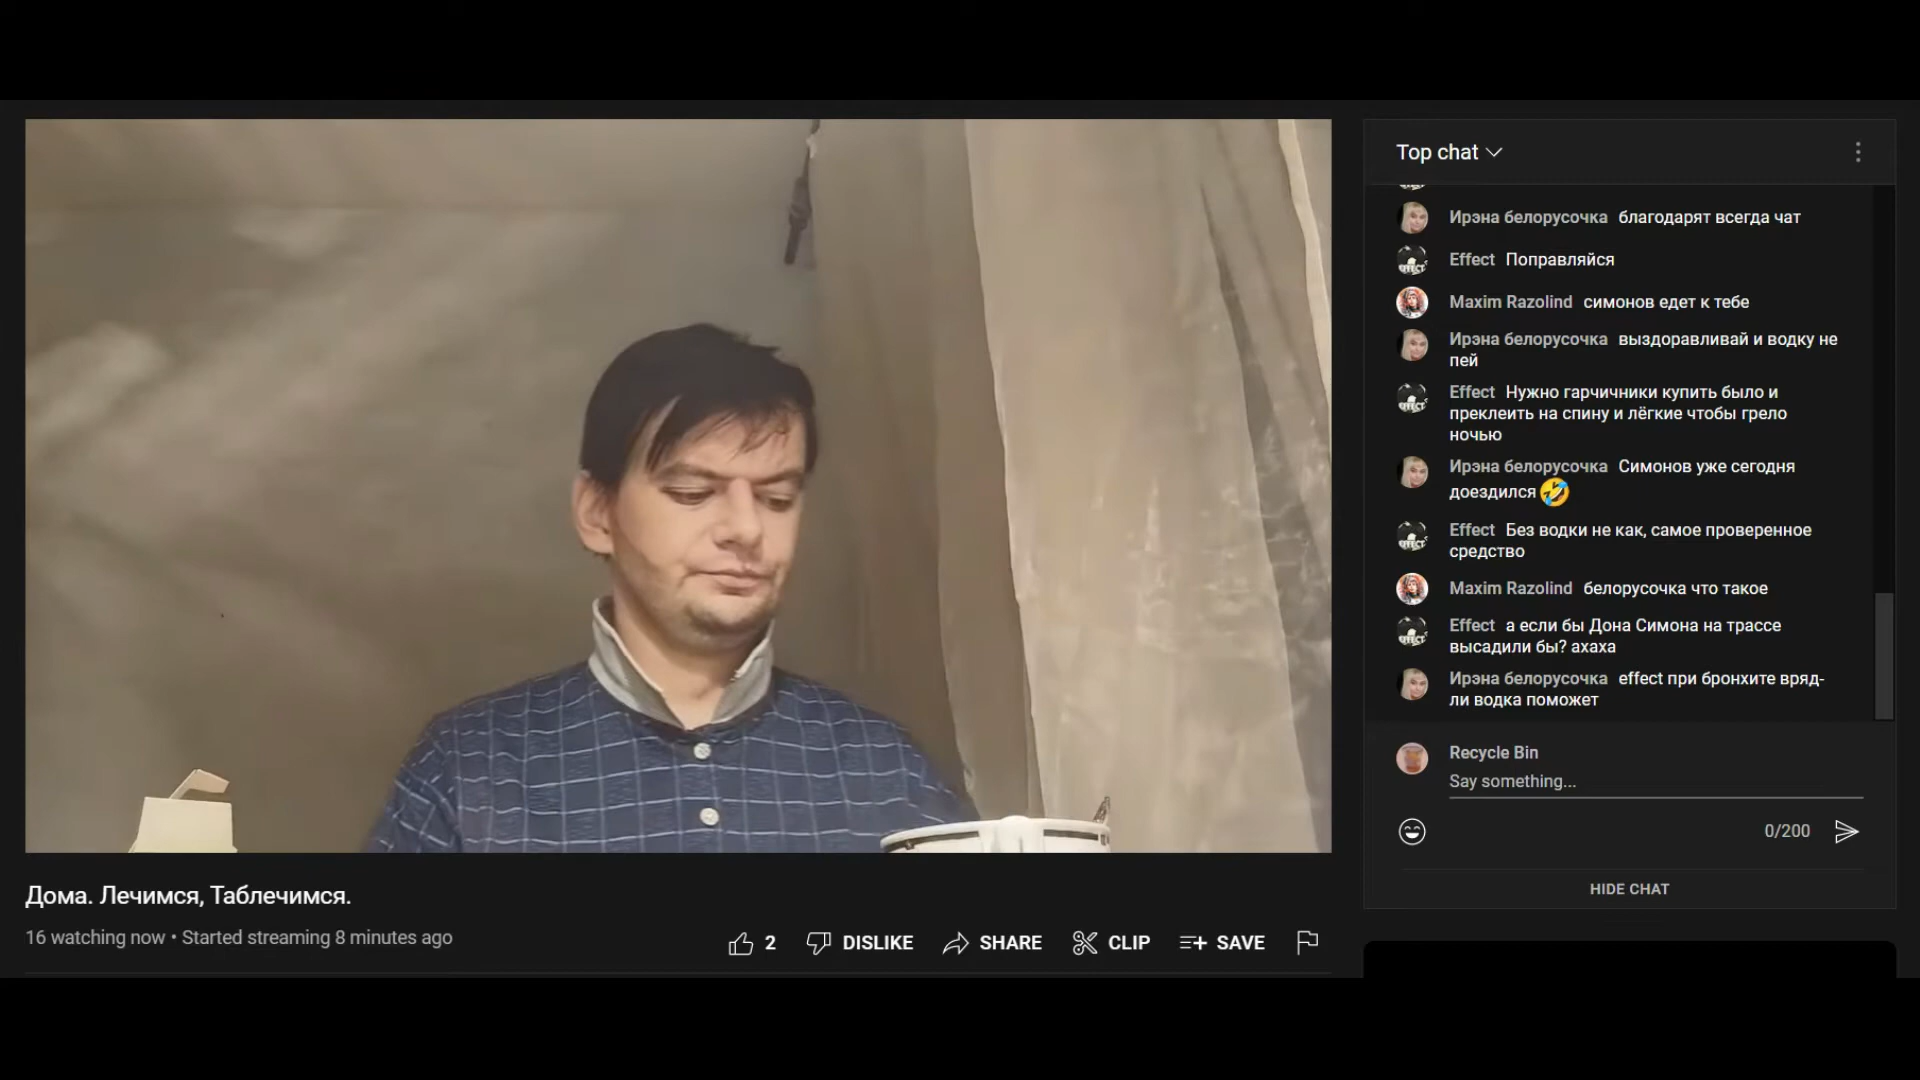 Top chat
Ирэна белорусочка благодарят всегда чат
Effect Поправляйся
Maxim Razolind симонов едет к тебе
Ирэна белорусочка выздоравливай и водку не
пей
Effect Нужно гарчичники купить было и
преклеить на спину и лёгкие чтобы грело
ночью
Ирэна белорусочка Симонов уже сегодня
доездился🤣
Effect Без водки не как, самое проверенное
средство
Maxim Razolind белорусочка что такое
Effect а если бы Дона Симона на трассе
высадили бы? ахаха
Ирэна белорусочка effect при бронхите вряд-
ли водка поможет
Recycle Bin
Say something...
0/200
HIDE CHAT
Дома. Лечимся, Таблечимся.
16 watching now • Started streaming 8 minutes ago
2 DISLIKE SHARE CLIP SAVE